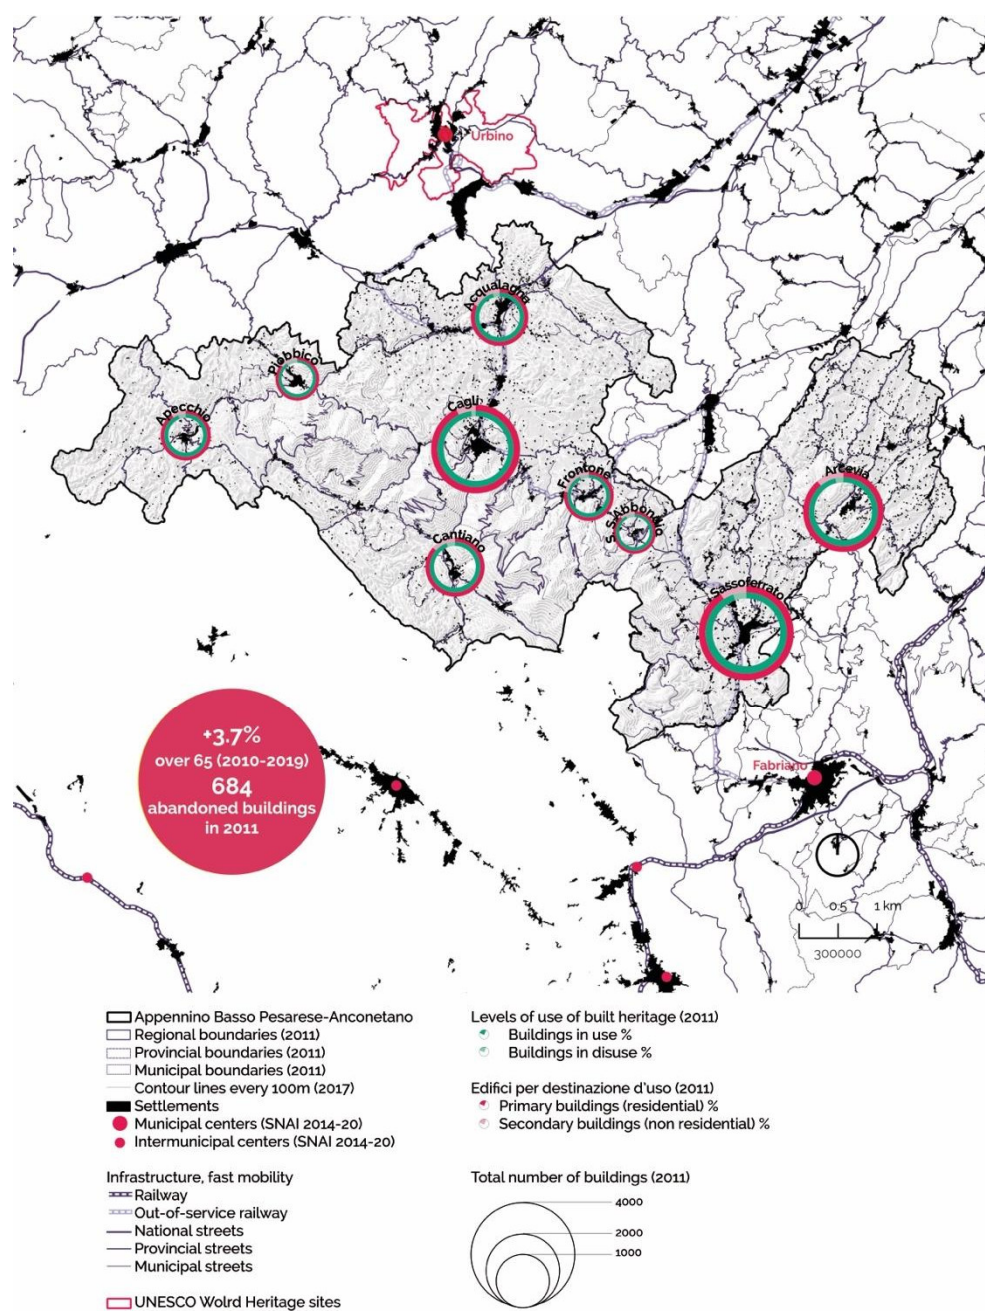 Urbino
Acqualagna
Piobbico
Apecchio
Cagli
Frontone
S. S. Abbondio
Arcevia
Cantiano
Sassoferrato
+3.7%
over 65 (2010-2019)
684
abandoned buildings
in 2011
Fabriano
0 0.5 1 km
300000
Appennino Basso Pesarese-Anconetano
Regional boundaries (2011)
Provincial boundaries (2011)
Municipal boundaries (2011)
Contour lines every 100m (2017)
Settlements
Municipal centers (SNAI 2014-20)
Intermunicipal centers (SNAI 2014-20)
Infrastructure, fast mobility
Railway
Out-of-service railway
National streets
Provincial streets
Municipal streets
UNESCO Wolrd Heritage sites
Levels of use of built heritage (2011)
Buildings in use %
Buildings in disuse %
Edifici per destinazione d'uso (2011)
Primary buildings (residential) %
Secondary buildings (non residential) %
Total number of buildings (2011)
4000
2000
1000